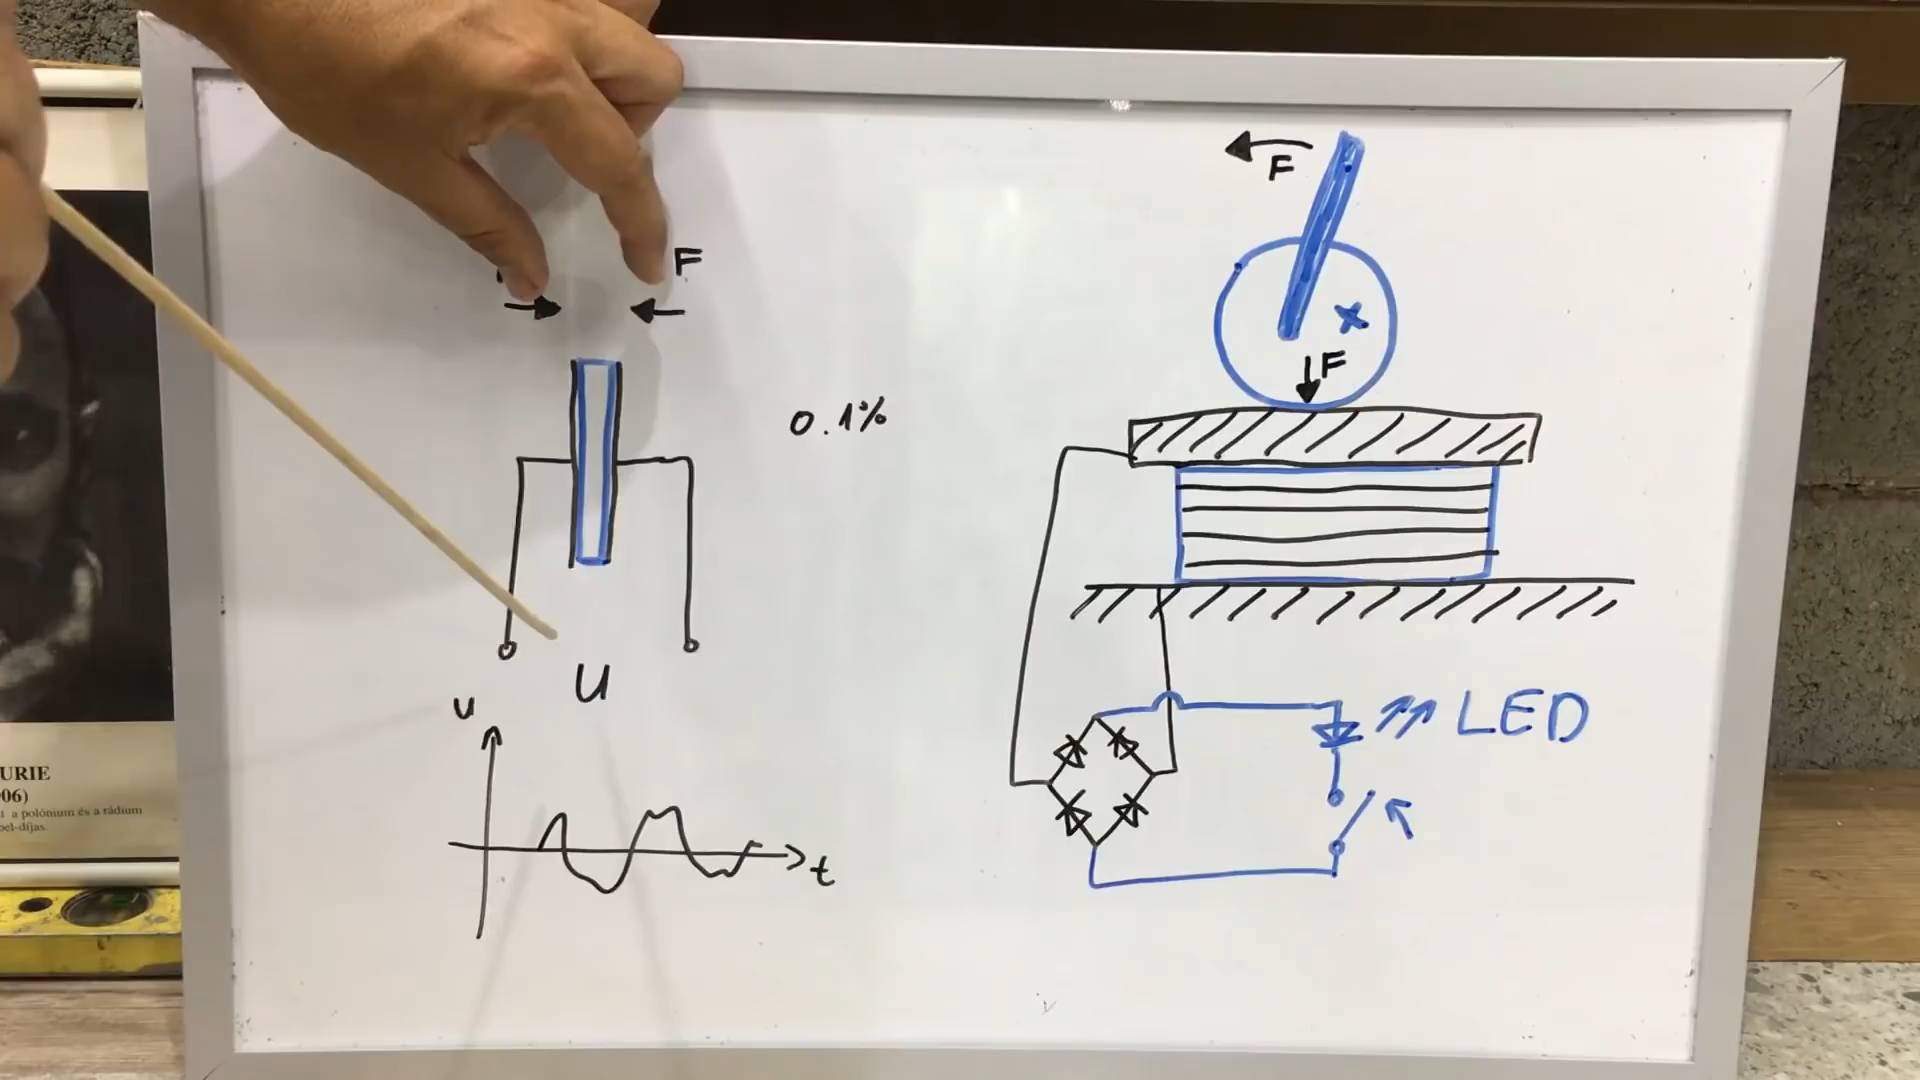 F
F
F
0.1%
U
U
t
LED
URIE
06)
t a polónium és a rádium
bel-díjas.